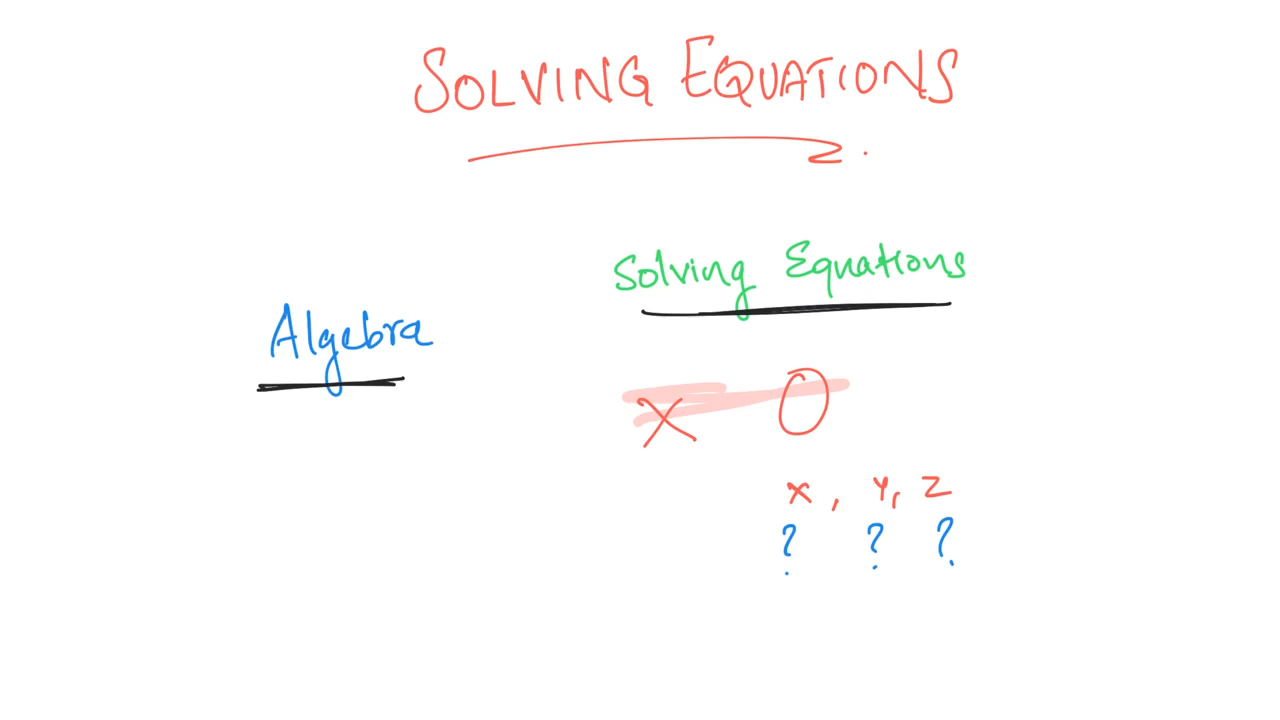 SOLVING EQUATIONS
Solving Equations
Algebra
X O
x, y, z
? ? ?